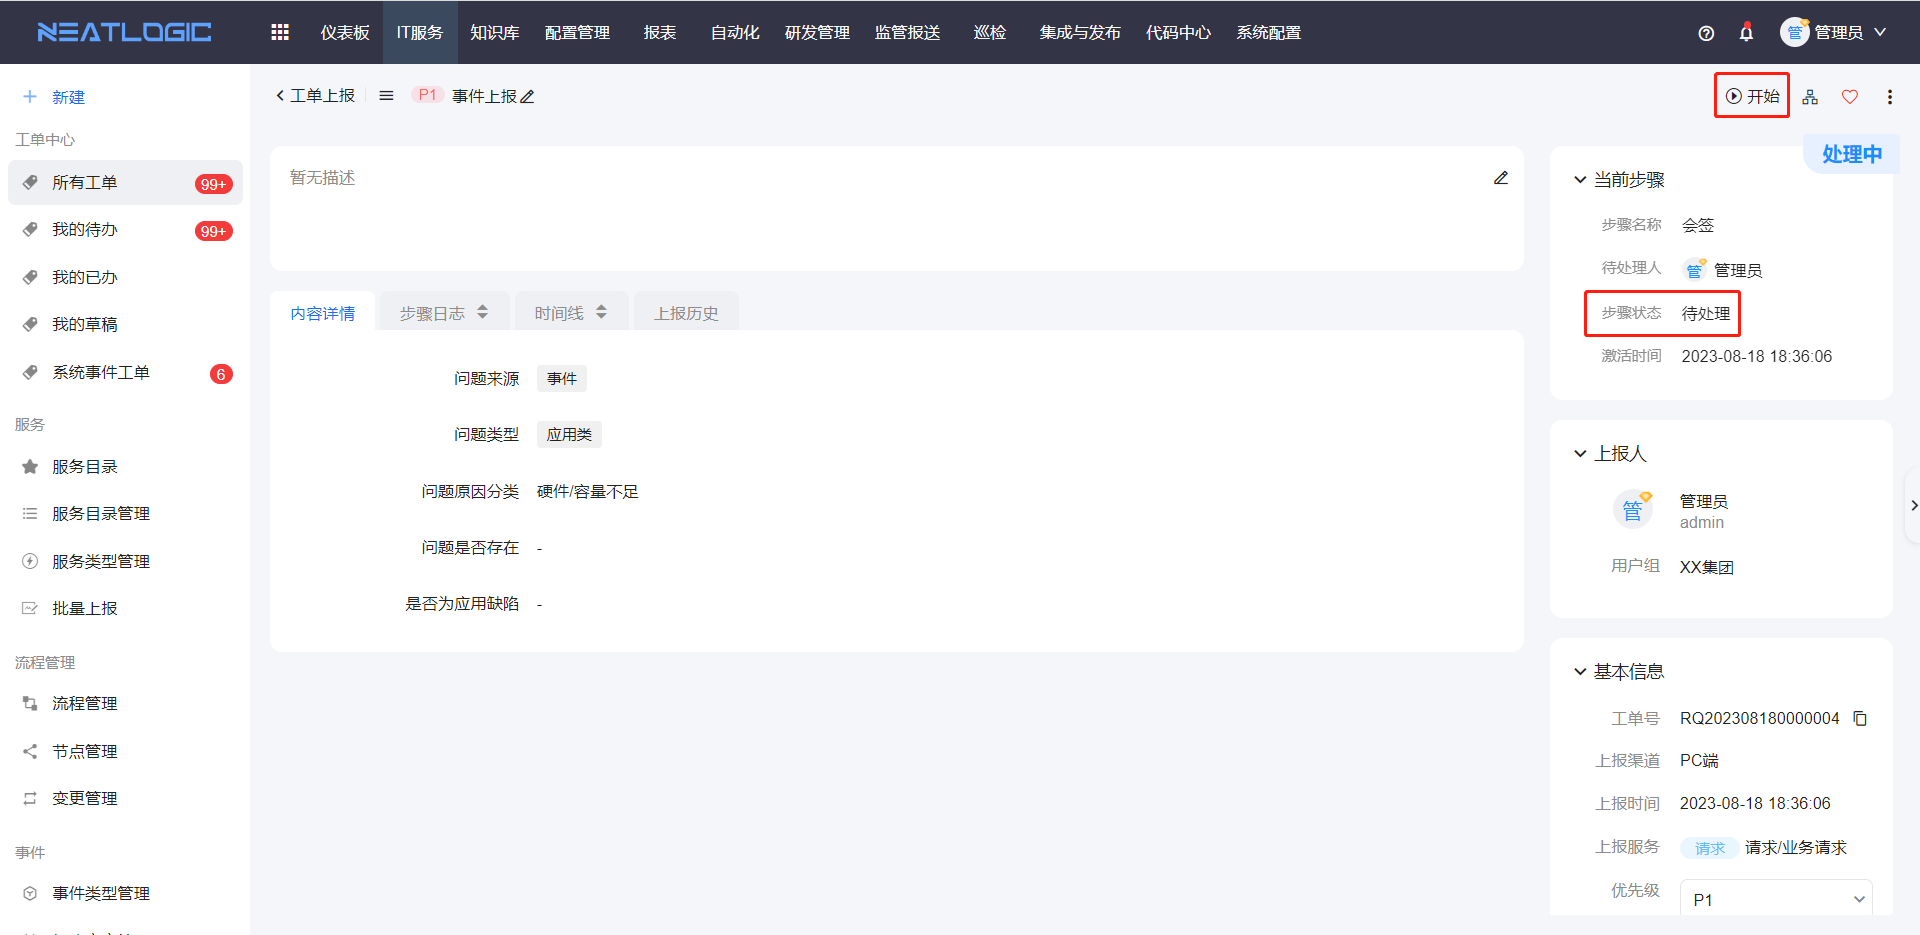 NEATLOGIC
仪表板 IT服务 知识库 配置管理 报表 自动化 研发管理 监管报送 巡检 集成与发布 代码中心 系统配置
管 管理员
新建
工单中心
所有工单 99+
我的待办 99+
我的已办
我的草稿
系统事件工单 6
服务
服务目录
服务目录管理
服务类型管理
批量上报
流程管理
流程管理
节点管理
变更管理
事件
事件类型管理
工单上报 P1 事件上报
开始
暂无描述
内容详情 步骤日志 时间线 上报历史
问题来源 事件
问题类型 应用类
问题原因分类 硬件/容量不足
问题是否存在 -
是否为应用缺陷 -
处理中
当前步骤
步骤名称 会签
待处理人 管 管理员
步骤状态 待处理
激活时间 2023-08-18 18:36:06
上报人
管 管理员
admin
用户组 XX集团
基本信息
工单号 RQ202308180000004
上报渠道 PC端
上报时间 2023-08-18 18:36:06
上报服务 请求 请求/业务请求
优先级 P1